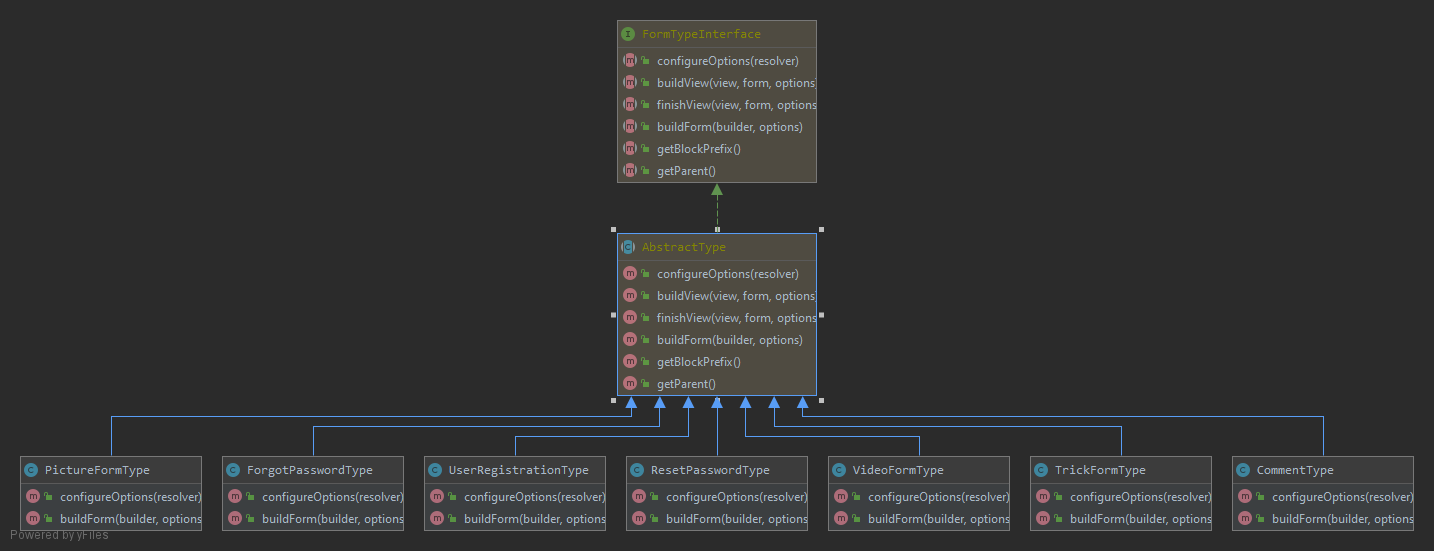 FormTypeInterface
configureOptions(resolver)
buildView(view, form, options)
finishView(view, form, options
buildForm(builder, options)
getBlockPrefix()
getParent()
AbstractType
configureOptions(resolver)
buildView(view, form, options)
finishView(view, form, options
buildForm(builder, options)
getBlockPrefix()
getParent()
PictureFormType
configureOptions(resolver)
buildForm(builder, options
ForgotPasswordType
configureOptions(resolver)
buildForm(builder, options
UserRegistrationType
configureOptions(resolver)
buildForm(builder, options
ResetPasswordType
configureOptions(resolver)
buildForm(builder, options
VideoFormType
configureOptions(resolver)
buildForm(builder, options
TrickFormType
configureOptions(resolver)
buildForm(builder, options
CommentType
configureOptions(resolver)
buildForm(builder, options
Powered by yFiles